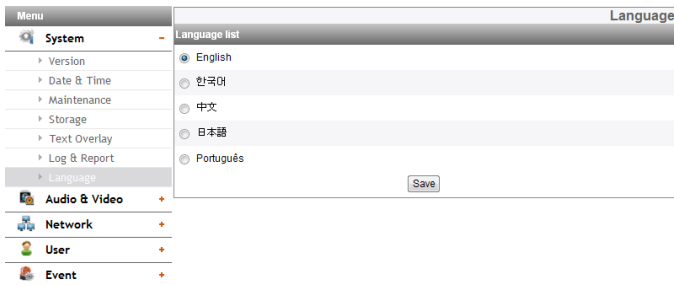 Menu
System
Version
Date & Time
Maintenance
Storage
Text Overlay
Log & Report
Language
Audio & Video
Network
User
Event
Language
Language list
English
한국어
中文
日本語
Português
Save